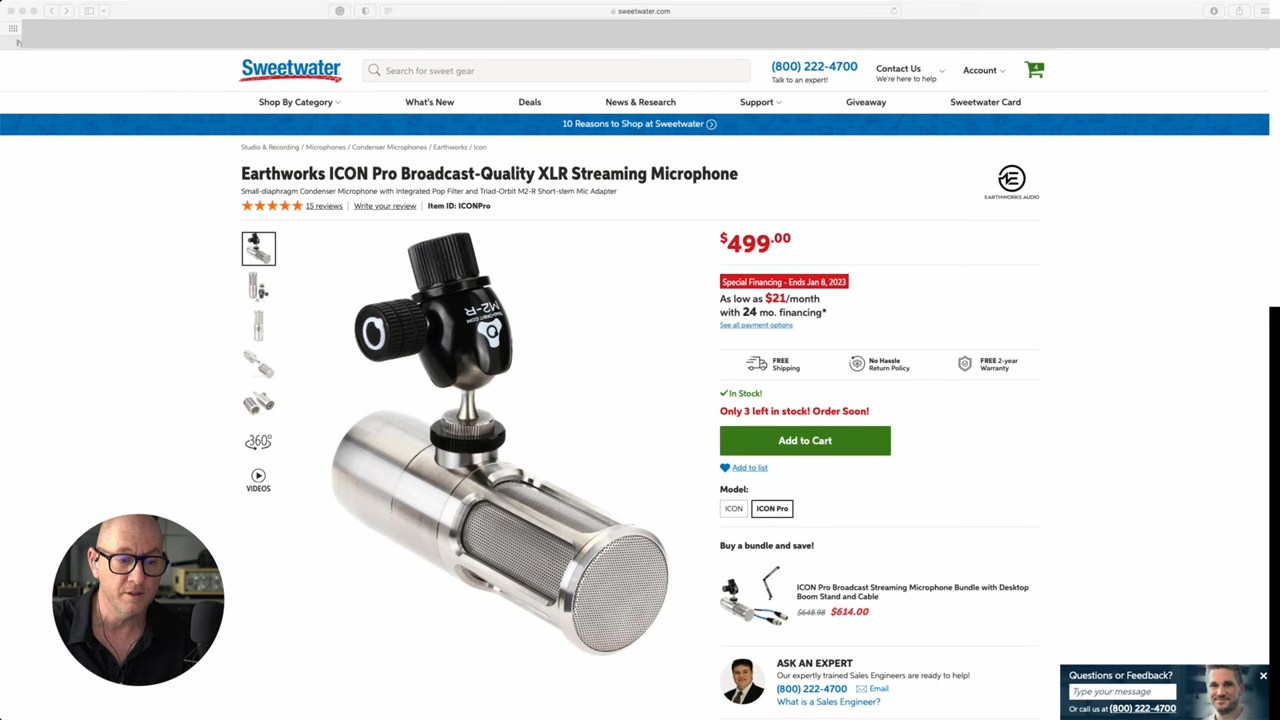 sweetwater.com
Sweetwater
Search for sweet gear
(800) 222-4700
Talk to an expert!
Contact Us
We're here to help
Account
4
Shop By Category
What's New
Deals
News & Research
Support
Giveaway
Sweetwater Card
10 Reasons to Shop at Sweetwater
Studio & Recording / Microphones / Condenser Microphones / Earthworks / Icon
Earthworks ICON Pro Broadcast-Quality XLR Streaming Microphone
Small-diaphragm Condenser Microphone with Integrated Pop Filter and Triad-Orbit M2-R Short-stem Mic Adapter
15 reviews
Write your review
Item ID: ICONPro
EARTHWORKS AUDIO
M2-R
TRIAD-ORBIT.COM
360°
VIDEOS
$499.00
Special Financing - Ends Jan 8, 2023
As low as $21/month
with 24 mo. financing*
See all payment options
FREE
Shipping
No Hassle
Return Policy
FREE 2-year
Warranty
In Stock!
Only 3 left in stock! Order Soon!
Add to Cart
Add to list
Model:
ICON
ICON Pro
Buy a bundle and save!
ICON Pro Broadcast Streaming Microphone Bundle with Desktop
Boom Stand and Cable
$648.98 $614.00
ASK AN EXPERT
Our expertly trained Sales Engineers are ready to help!
(800) 222-4700
Email
What is a Sales Engineer?
Questions or Feedback?
Type your message
Or call us at (800) 222-4700